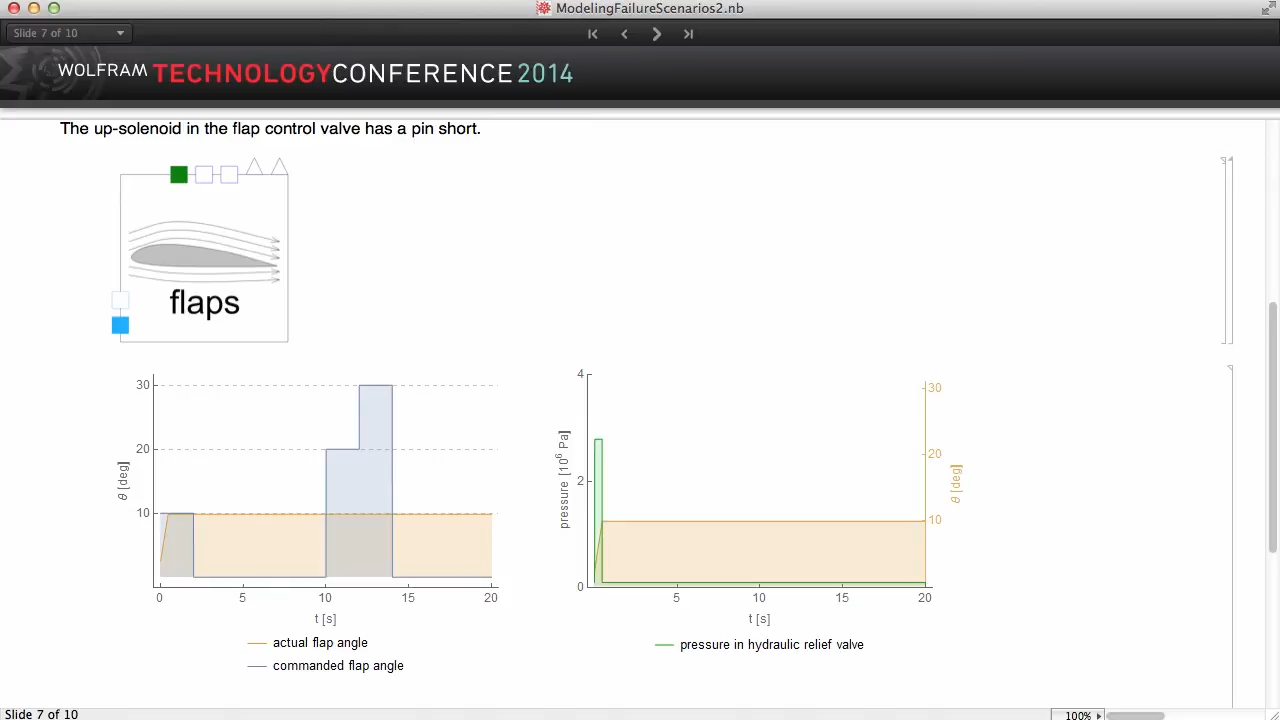 ModelingFailureScenarios2.nb
Slide 7 of 10
WOLFRAM TECHNOLOGYCONFERENCE 2014
The up-solenoid in the flap control valve has a pin short.
flaps
30
20
10
θ [deg]
0 5 10 15 20
t [s]
actual flap angle
commanded flap angle
4
2
0
pressure [10⁶ Pa]
30
20
10
θ [deg]
5 10 15 20
t [s]
pressure in hydraulic relief valve
Slide 7 of 10
100%